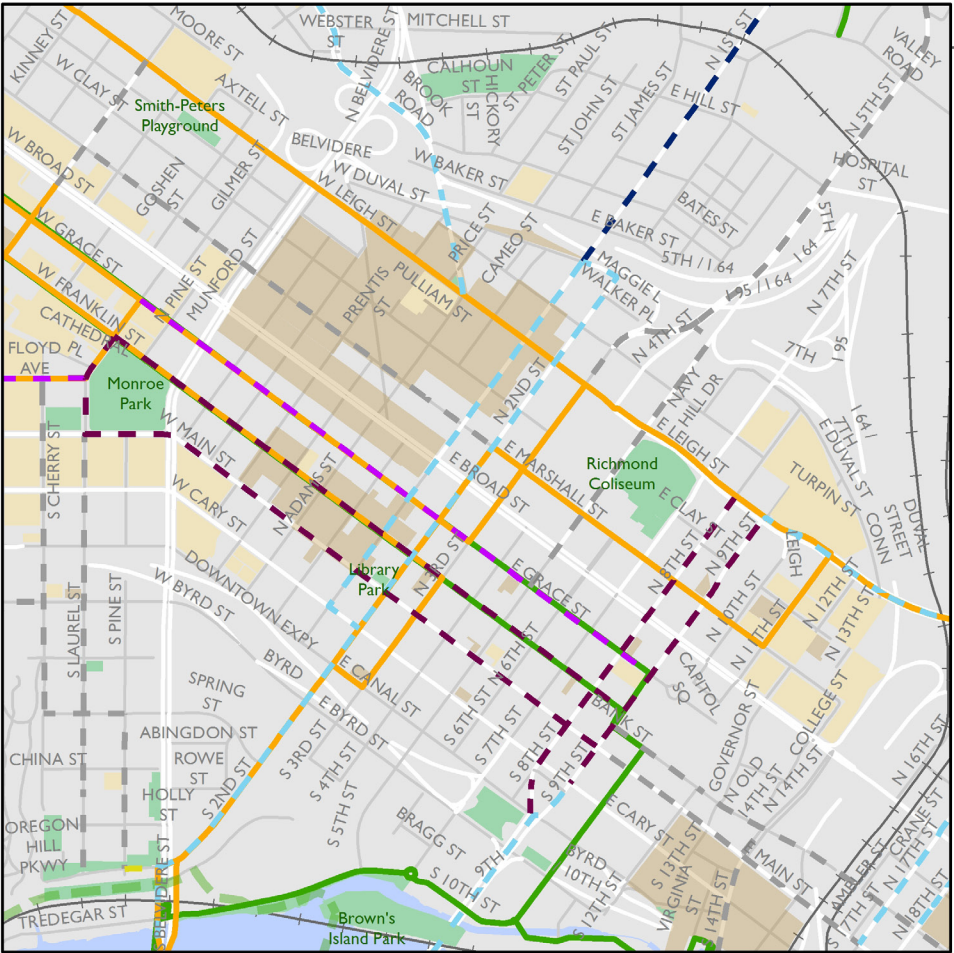 WEBSTER
ST
MITCHELL ST
KINNEY ST
MOORE ST
W CLAY ST
AXTELL ST
N BELVIDERE ST
BROOK
ROAD
CALHOUN
ST
HICKORY
ST
ST PETER ST
ST PAUL ST
ST JOHN ST
ST JAMES ST
N 1ST ST
E HILL ST
VALLEY
ROAD
N 5TH ST
Smith-Peters
Playground
BELVIDERE
W BROAD ST
GOSHEN
ST
GILMER ST
W DUVAL ST
W BAKER ST
HOSPITAL
ST
W LEIGH ST
BATES ST
W GRACE ST
PRICE ST
CAMEO ST
E BAKER ST
5TH / I 64
5TH
I 64
MAGGIE L
WALKER PL
I 95 / I 64
N 7TH ST
W FRANKLIN ST
N PINE ST
MUNFORD ST
PRENTIS
ST
PULLIAM ST
CATHEDRAL
PL
FLOYD
AVE
N 4TH ST
7TH
I 95
Monroe
Park
N 2ND ST
NAVY
HILL DR
I 64 /
7TH ST
E DUVAL ST
W MAIN ST
E LEIGH ST
S CHERRY ST
E BROAD ST
E MARSHALL ST
Richmond
Coliseum
TURPIN ST
N ADAMS ST
W CARY ST
E CLAY ST
DUVAL
STREET
CONN
DOWNTOWN EXPY
N 3RD ST
N 8TH ST
N 9TH ST
LEIGH
ST
W BYRD ST
Library
Park
E GRACE ST
N 10TH ST
N 11TH ST
N 12TH ST
N 13TH ST
S LAUREL ST
S PINE ST
N 6TH ST
BYRD
E CANAL ST
CAPITOL
SQ
SPRING
ST
E BYRD ST
S 6TH ST
BANK ST
COLLEGE ST
ABINGDON ST
S 3RD ST
S 7TH ST
S 8TH ST
S 9TH ST
GOVERNOR ST
CHINA ST
ROWE
ST
S 4TH ST
N OLD
14TH ST
N 14TH ST
N 16TH ST
HOLLY
ST
S 2ND ST
S 5TH ST
BRAGG ST
E CARY ST
CRANE ST
OREGON
HILL
PKWY
S 10TH ST
9TH
BYRD
10TH ST
S 12TH ST
S 13TH ST
E MAIN ST
N 17TH ST
AMBLER ST
TREDEGAR ST
S BELVIDERE ST
Brown's
Island Park
VIRGINIA
ST
S 14TH ST
S 17TH ST
N 18TH ST